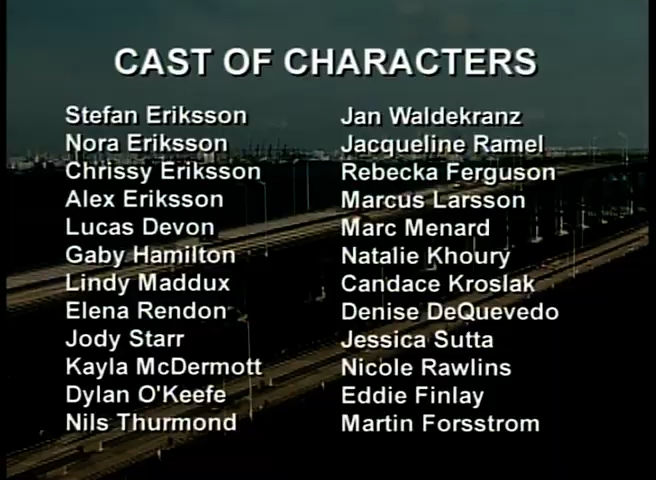 CAST OF CHARACTERS
Stefan Eriksson Jan Waldekranz
Nora Eriksson Jacqueline Ramel
Chrissy Eriksson Rebecka Ferguson
Alex Eriksson Marcus Larsson
Lucas Devon Marc Menard
Gaby Hamilton Natalie Khoury
Lindy Maddux Candace Kroslak
Elena Rendon Denise DeQuevedo
Jody Starr Jessica Sutta
Kayla McDermott Nicole Rawlins
Dylan O'Keefe Eddie Finlay
Nils Thurmond Martin Forsstrom